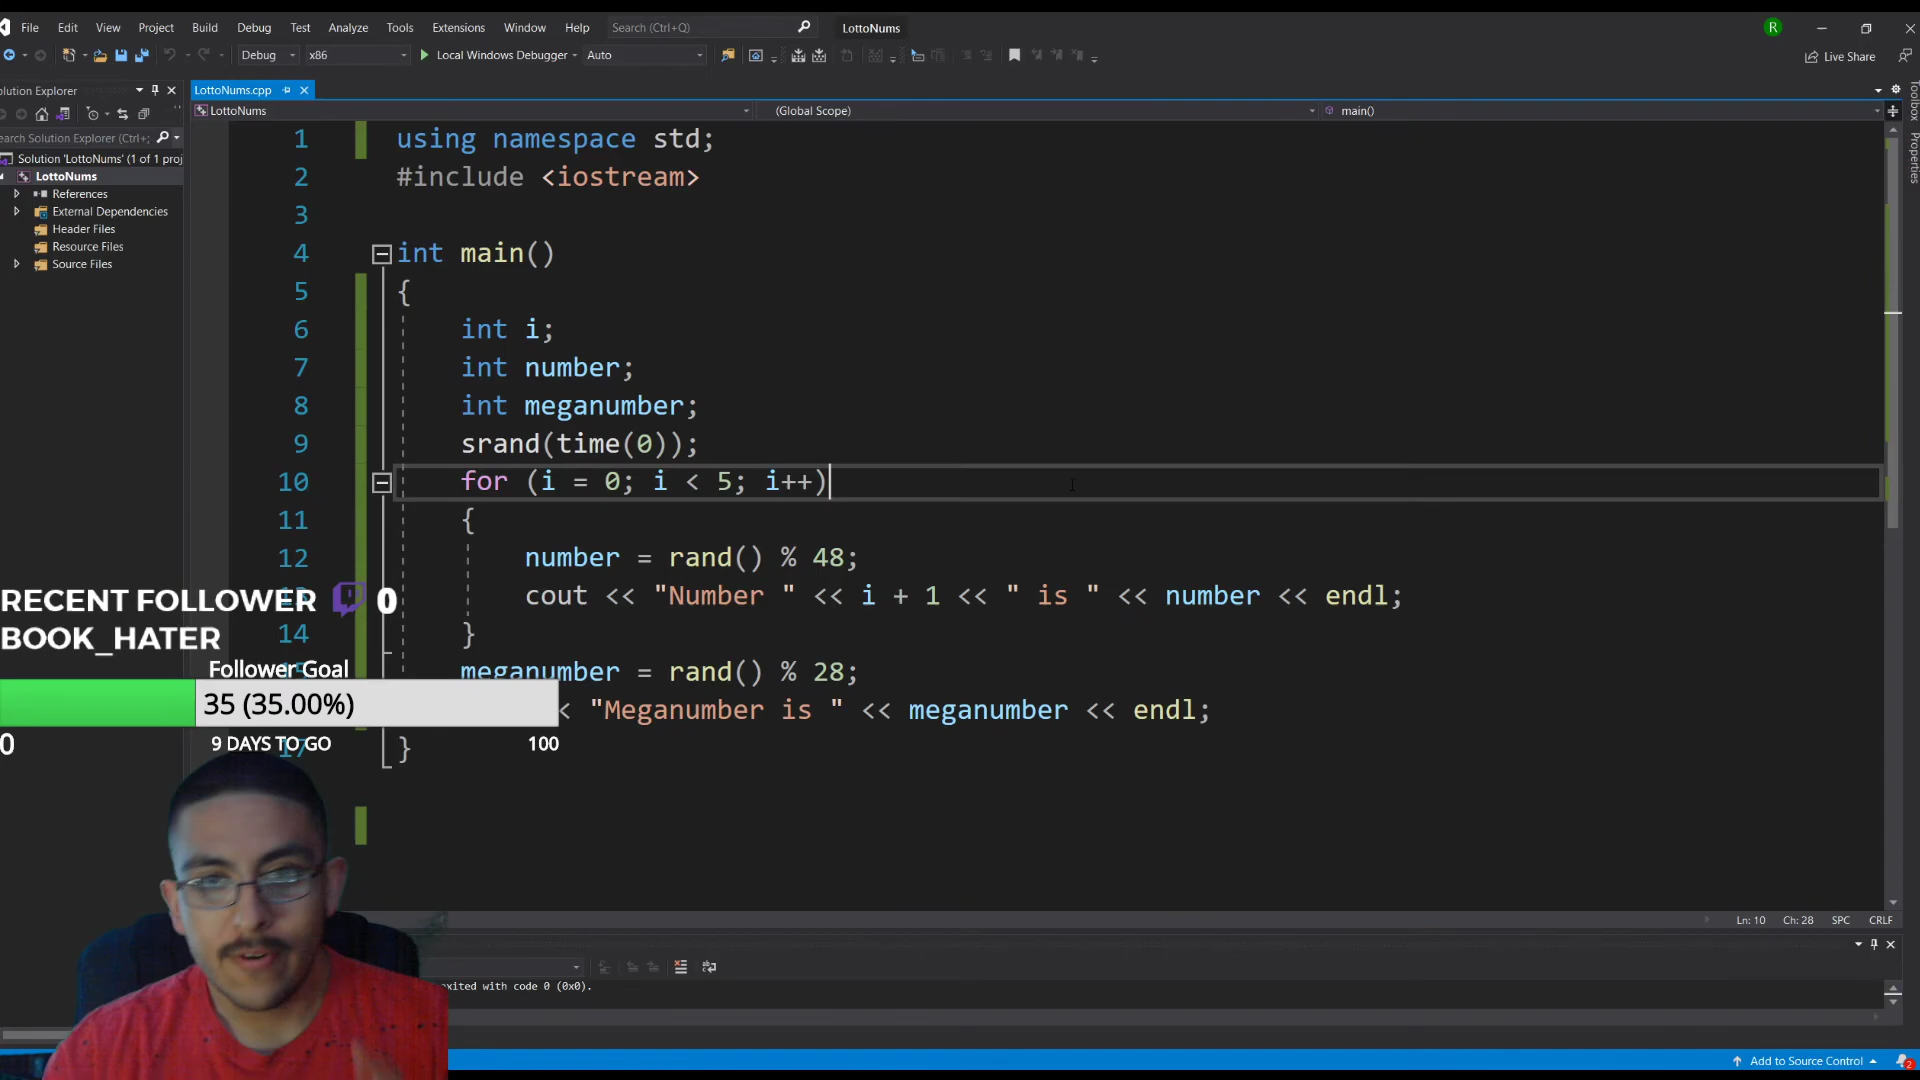 File Edit View Project Build Debug Test Analyze Tools Extensions Window Help Search (Ctrl+Q) LottoNums R
Debug x86 Local Windows Debugger Auto Live Share
olution Explorer
earch Solution Explorer (Ctrl+;
Solution 'LottoNums' (1 of 1 proj
LottoNums
References
External Dependencies
Header Files
Resource Files
Source Files
LottoNums.cpp
LottoNums (Global Scope) main()
1 using namespace std;
2 #include <iostream>
3
4 int main()
5 {
6 int i;
7 int number;
8 int meganumber;
9 srand(time(0));
10 for (i = 0; i < 5; i++)
11 {
12 number = rand() % 48;
cout << "Number " << i + 1 << " is " << number << endl;
14 }
meganumber = rand() % 28;
< "Meganumber is " << meganumber << endl;
17 }
RECENT FOLLOWER 0
BOOK_HATER
Follower Goal
35 (35.00%)
0 9 DAYS TO GO 100
Toolbox
Properties
Ln: 10 Ch: 28 SPC CRLF
xited with code 0 (0x0).
Add to Source Control 2